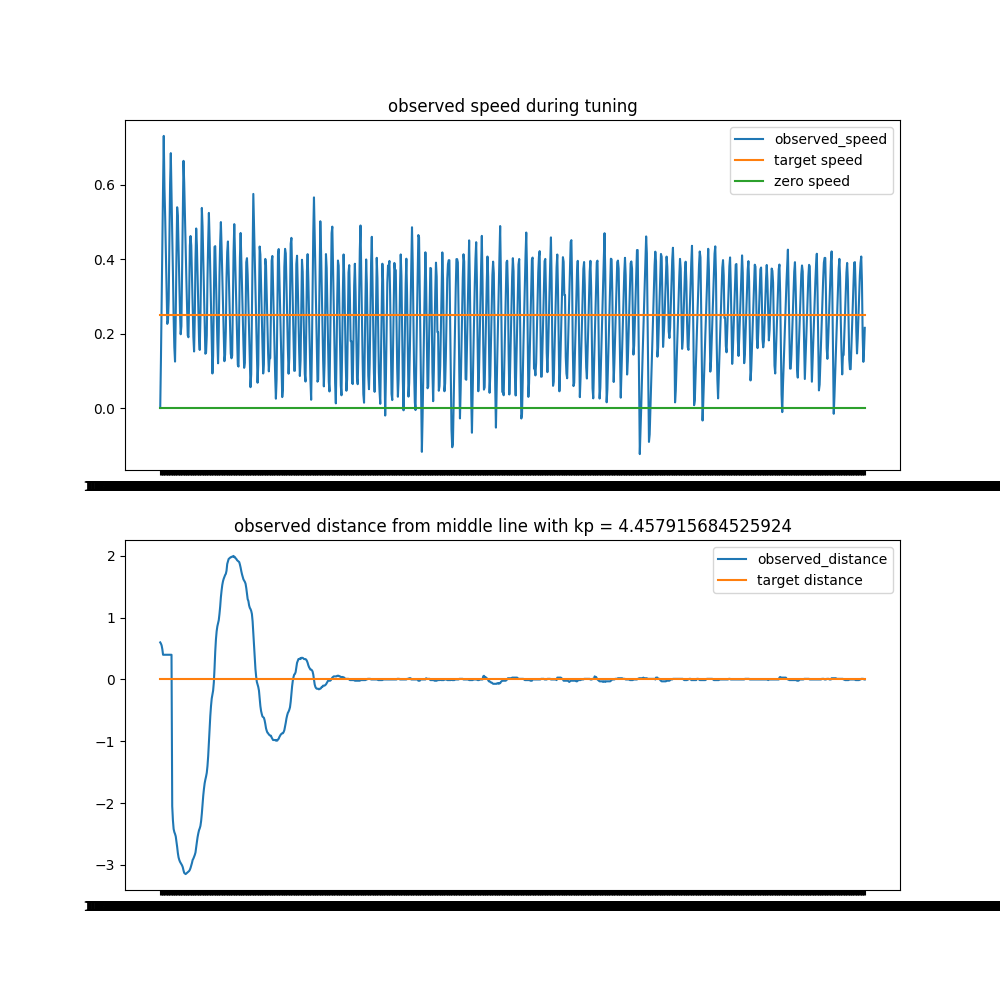 observed speed during tuning
observed_speed
target speed
zero speed
0.6
0.4
0.2
0.0
observed distance from middle line with kp = 4.457915684525924
observed_distance
target distance
2
1
0
−1
−2
−3